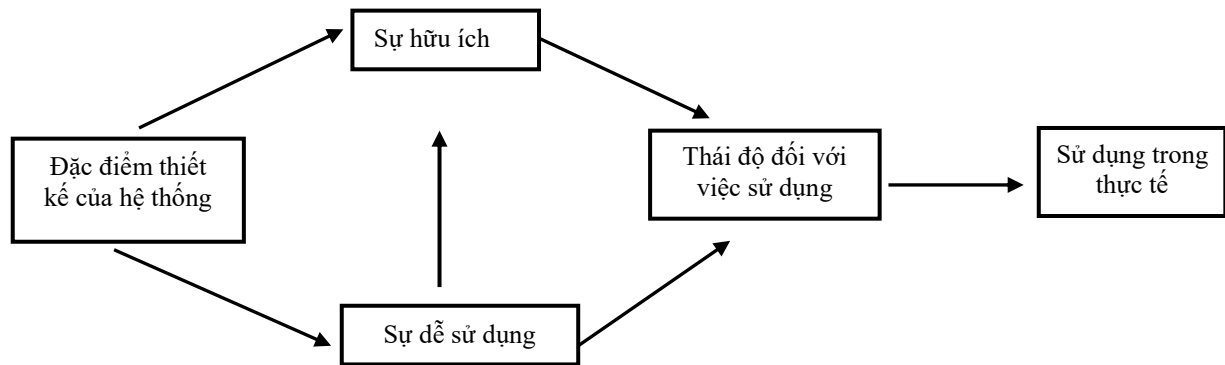 Sự hữu ích
Đặc điểm thiết
kế của hệ thống
Thái độ đối với
việc sử dụng
Sử dụng trong
thực tế
Sự dễ sử dụng